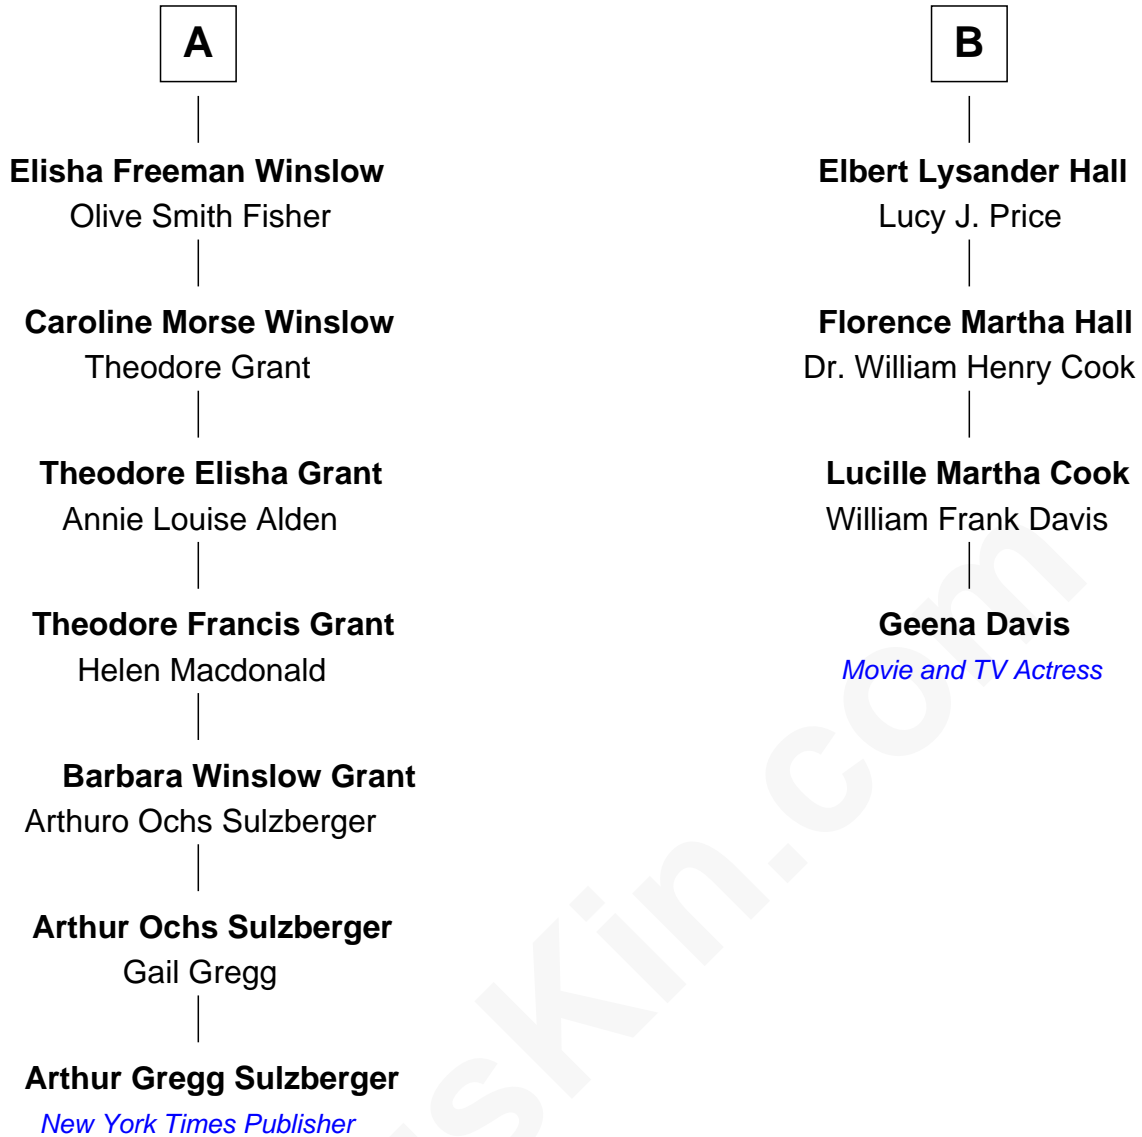 A
Elisha Freeman Winslow
Olive Smith Fisher
Caroline Morse Winslow
Theodore Grant
Theodore Elisha Grant
Annie Louise Alden
Theodore Francis Grant
Helen Macdonald
Barbara Winslow Grant
Arthuro Ochs Sulzberger
Arthur Ochs Sulzberger
Gail Gregg
Arthur Gregg Sulzberger
New York Times Publisher
B
Elbert Lysander Hall
Lucy J. Price
Florence Martha Hall
Dr. William Henry Cook
Lucille Martha Cook
William Frank Davis
Geena Davis
Movie and TV Actress
sKin.com